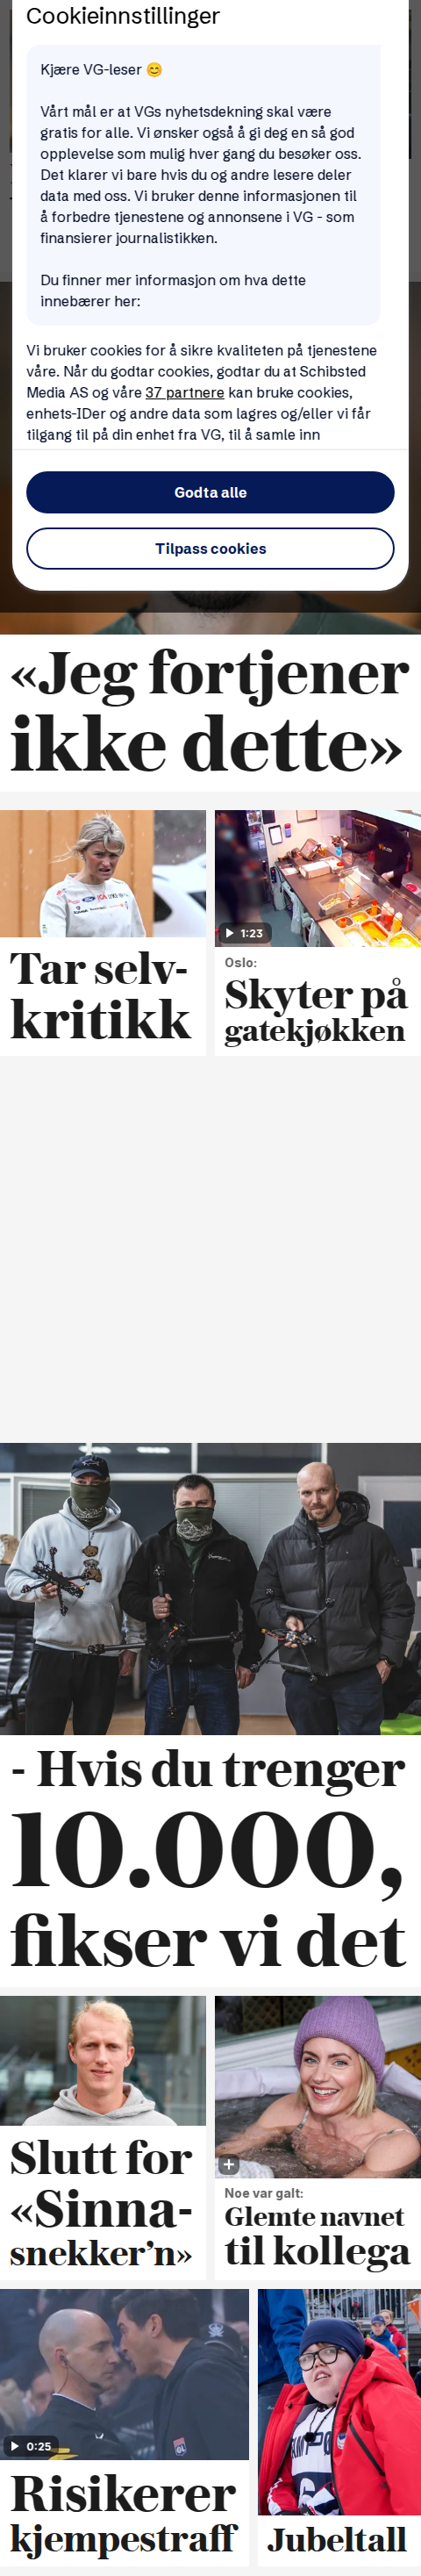 Cookieinnstillinger
Kjære VG-leser 😊
Vårt mål er at VGs nyhetsdekning skal være
gratis for alle. Vi ønsker også å gi deg en så god
opplevelse som mulig hver gang du besøker oss.
Det klarer vi bare hvis du og andre lesere deler
data med oss. Vi bruker denne informasjonen til
å forbedre tjenestene og annonsene i VG - som
finansierer journalistikken.
Du finner mer informasjon om hva dette
innebærer her:
Vi bruker cookies for å sikre kvaliteten på tjenestene
våre. Når du godtar cookies, godtar du at Schibsted
Media AS og våre 37 partnere kan bruke cookies,
enhets-IDer og andre data som lagres og/eller vi får
tilgang til på din enhet fra VG, til å samle inn
Godta alle
Tilpass cookies
«Jeg fortjener
ikke dette»
Tar selv-
kritikk
1:23
Oslo:
Skyter på
gatekjøkken
- Hvis du trenger
10.000,
fikser vi det
Slutt for
«Sinna-
snekker'n»
Noe var galt:
Glemte navnet
til kollega
0:25
Risikerer
kjempestraff
Jubeltall